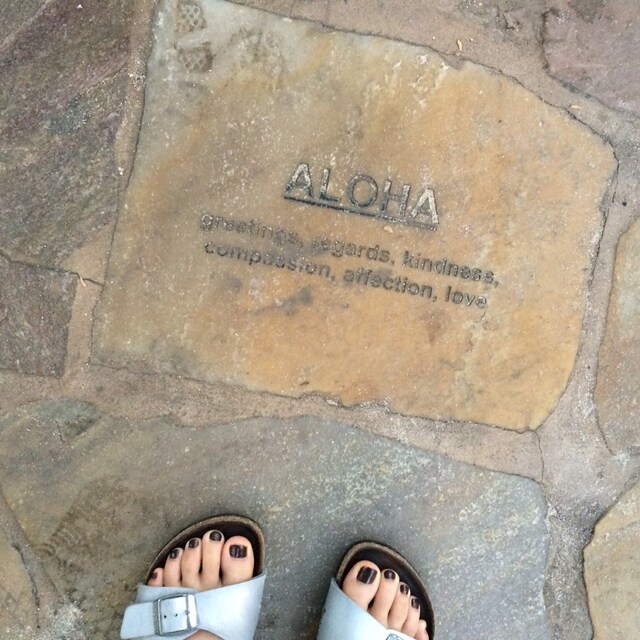 ALOHA
greetings, regards, kindness,
compassion, affection, love